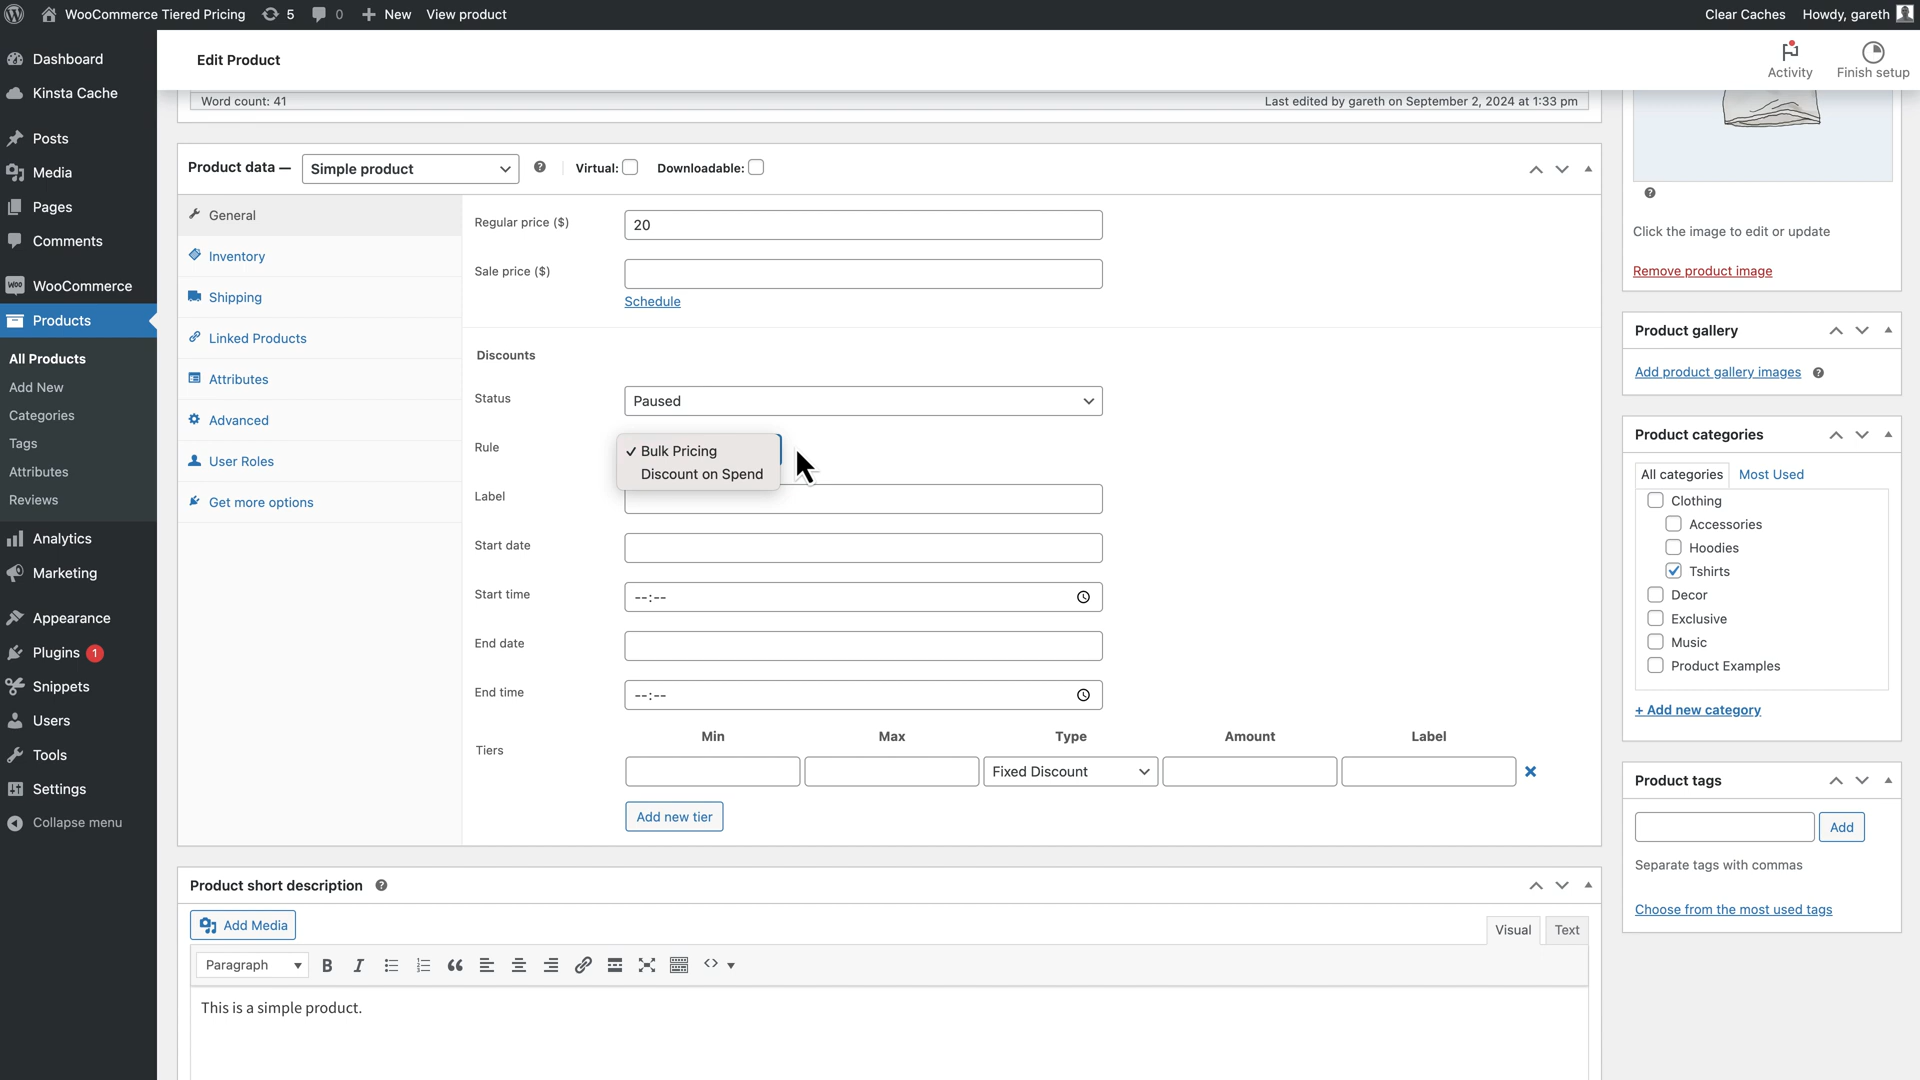 WooCommerce Tiered Pricing 5 0 New View product Clear Caches Howdy, gareth
Dashboard
Kinsta Cache
Posts
Media
Pages
Comments
WooCommerce
Products
All Products
Add New
Categories
Tags
Attributes
Reviews
Analytics
Marketing
Appearance
Plugins 1
Snippets
Users
Tools
Settings
Collapse menu
Edit Product
Activity
Finish setup
Word count: 41 Last edited by gareth on September 2, 2024 at 1:33 pm
Product data — Simple product Virtual: Downloadable:
General
Inventory
Shipping
Linked Products
Attributes
Advanced
User Roles
Get more options
Regular price ($) 20
Sale price ($)
Schedule
Discounts
Status Paused
Rule ✓ Bulk Pricing
Discount on Spend
Label
Start date
Start time --:--
End date
End time --:--
Tiers Min Max Type Amount Label
Fixed Discount
Add new tier
Product short description
Add Media
Visual Text
Paragraph
This is a simple product.
Click the image to edit or update
Remove product image
Product gallery
Add product gallery images
Product categories
All categories Most Used
Clothing
Accessories
Hoodies
Tshirts
Decor
Exclusive
Music
Product Examples
+ Add new category
Product tags
Add
Separate tags with commas
Choose from the most used tags